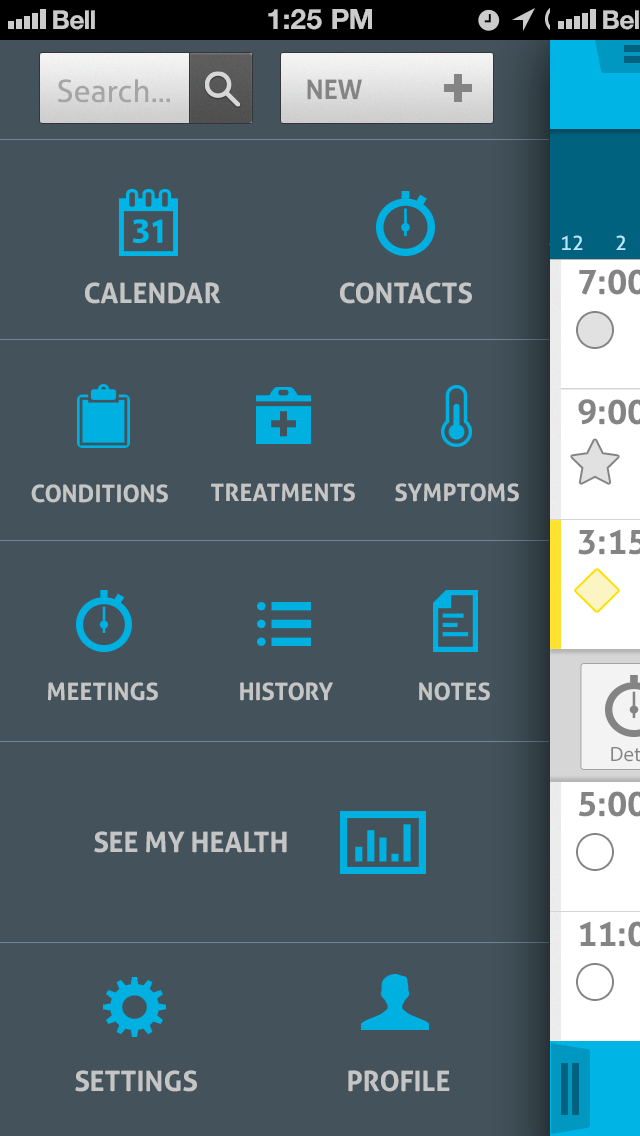 Bell 1:25 PM Bell
Search... NEW
31
CALENDAR CONTACTS
CONDITIONS TREATMENTS SYMPTOMS
MEETINGS HISTORY NOTES
SEE MY HEALTH
SETTINGS PROFILE
12 2
7:00
9:00
3:15
Det
5:00
11:0